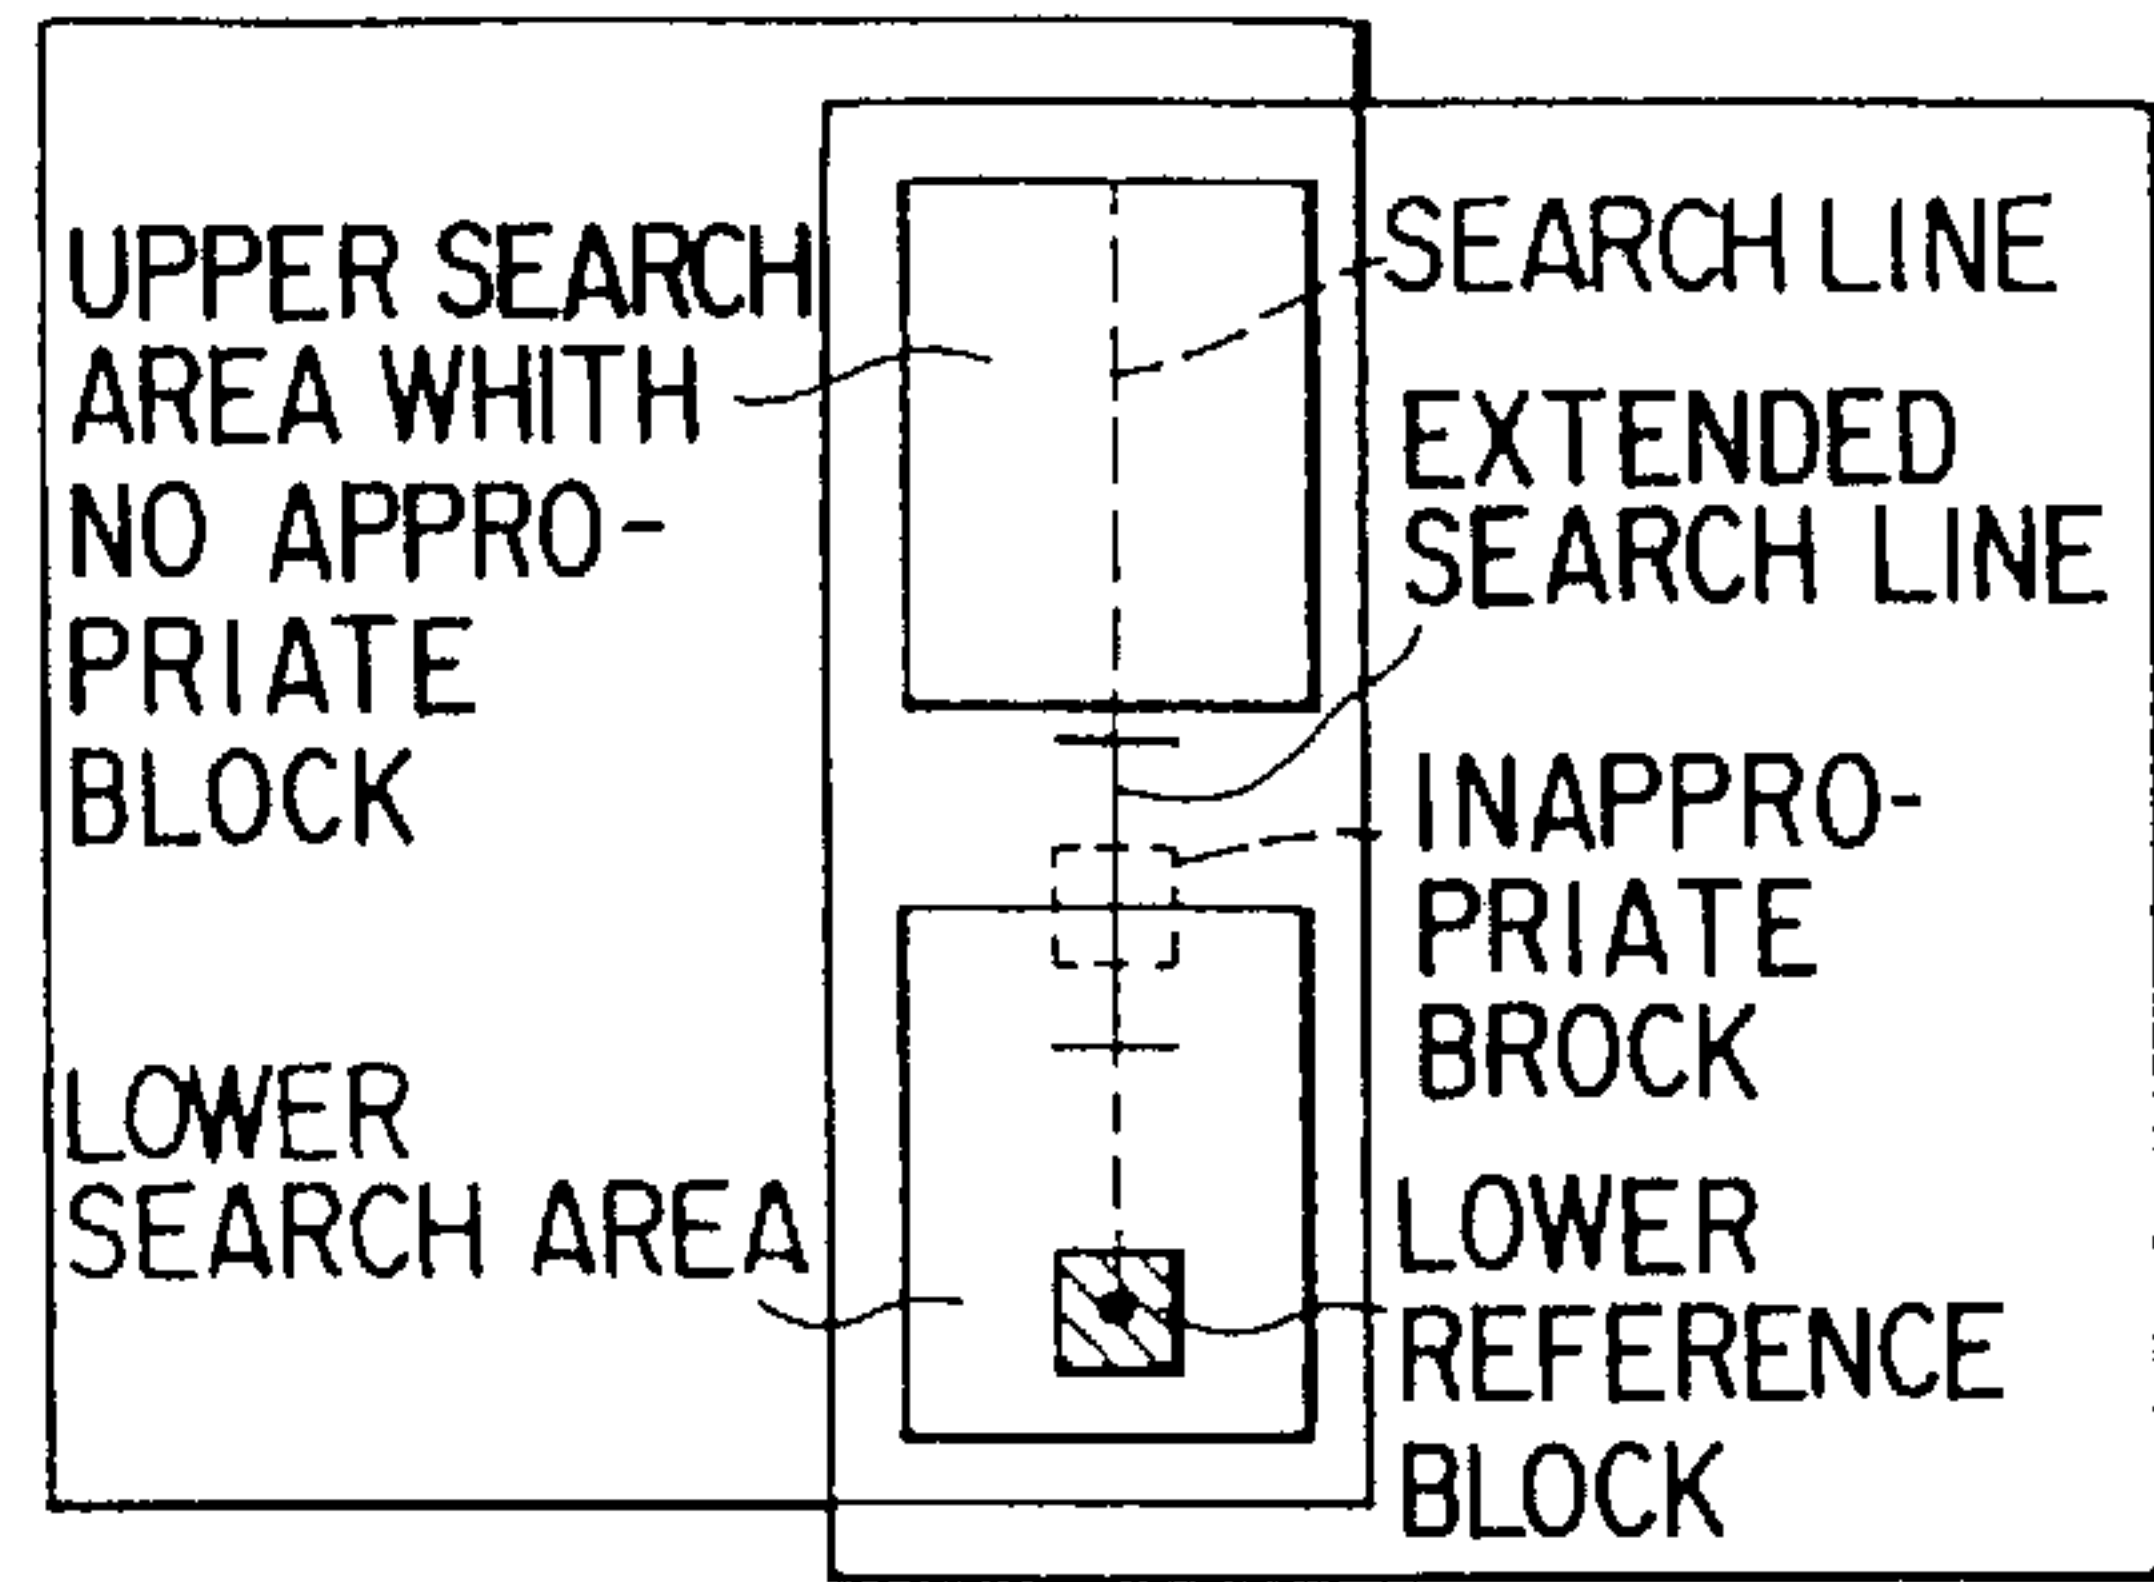 UPPER SEARCH
AREA WHITH
NO APPRO-
PRIATE
BLOCK
LOWER
SEARCH AREA
SEARCH LINE
EXTENDED
SEARCH LINE
INAPPRO-
PRIATE
BROCK
LOWER
REFERENCE
BLOCK